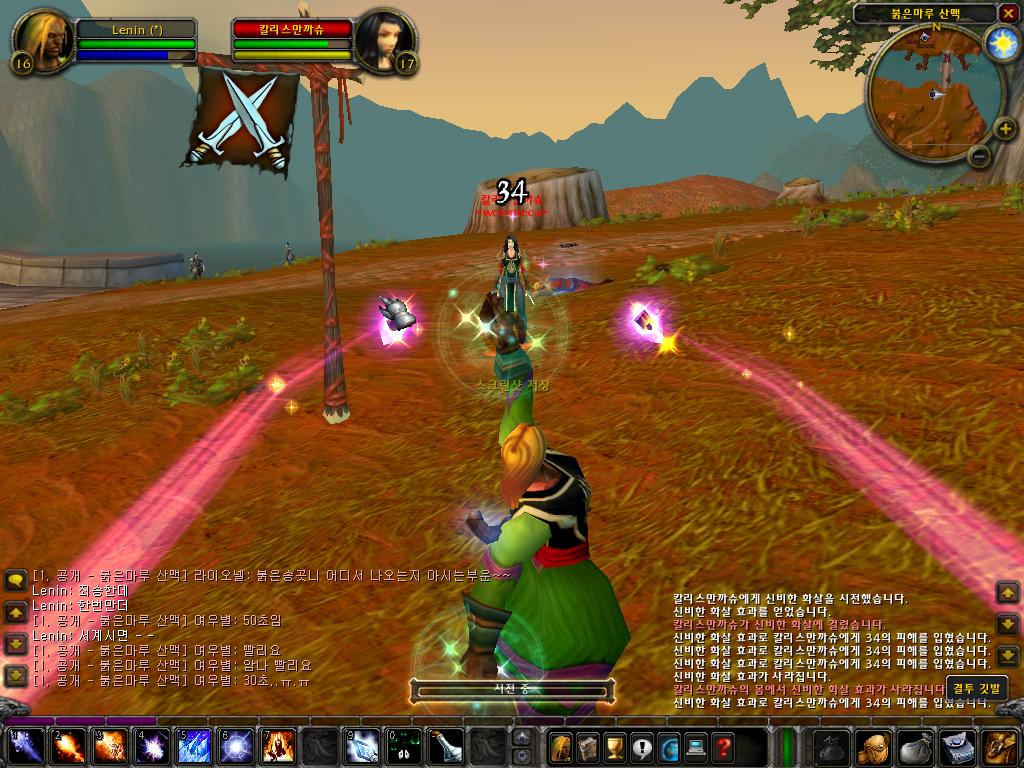 Lenin (*)
16
칼리스만까슈
17
붉은마루 산맥
N
34
스크린샷 저장
[1. 공개 - 붉은마루 산맥] 라이오넬: 붉은송곳니 어디서 나오는지 아시는부운~~
Lenin: 죄송한데
Lenin: 한번만더
[1. 공개 - 붉은마루 산맥] 여우별: 50초임
Lenin: 셰계시면 - -
[1. 공개 - 붉은마루 산맥] 여우별: 빨리요
[1. 공개 - 붉은마루 산맥] 여우별: 암나 빨리요
[1. 공개 - 붉은마루 산맥] 여우별: 30초..ㅠ.ㅠ
칼리스만까슈에게 신비한 화살을 시전했습니다.
신비한 화살 효과를 얻었습니다.
칼리스만까슈가 신비한 화살에 걸렸습니다.
신비한 화살 효과로 칼리스만까슈에게 34의 피해를 입혔습니다.
신비한 화살 효과로 칼리스만까슈에게 34의 피해를 입혔습니다.
신비한 화살 효과로 칼리스만까슈에게 34의 피해를 입혔습니다.
신비한 화살 효과가 사라집니다.
칼리스만까슈의 몸에서 신비한 화살 효과가 사라집니다.
신비한 화살 효과로 칼리스만까슈에게 34의 피해를 입혔습니다.
결투 깃발
시전 중